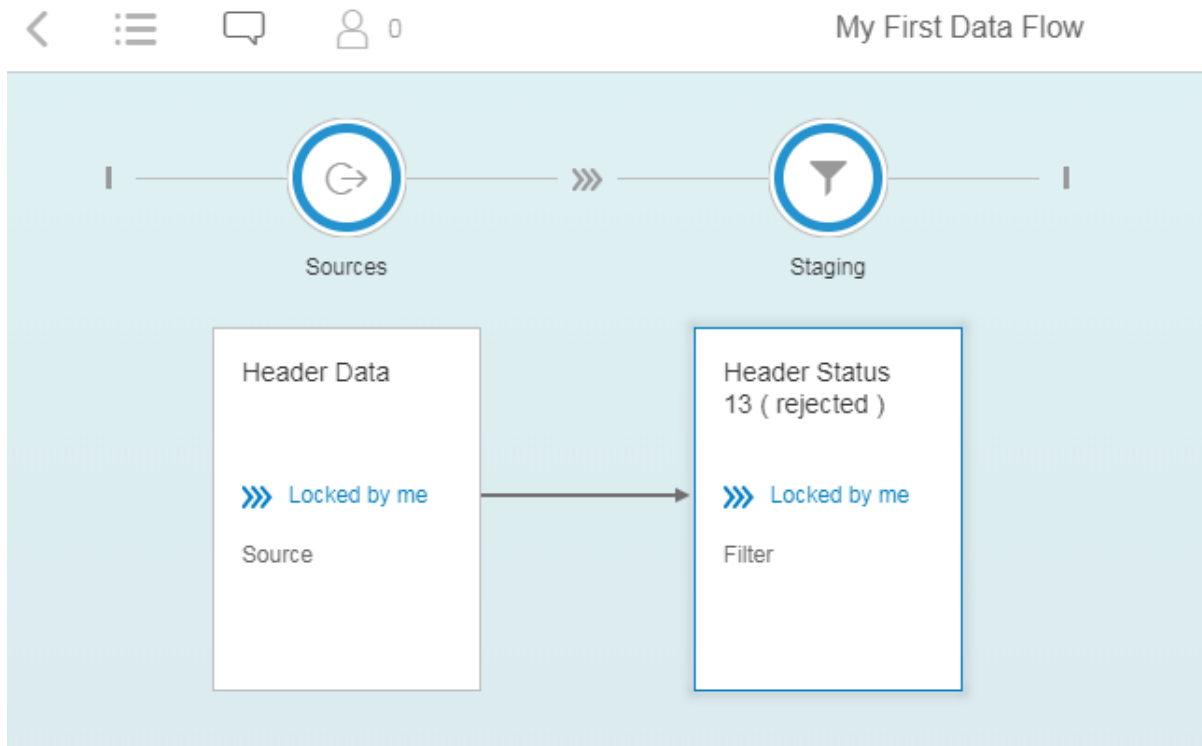 0
My First Data Flow
Sources
Staging
Header Data
Locked by me
Source
Header Status
13 ( rejected )
Locked by me
Filter